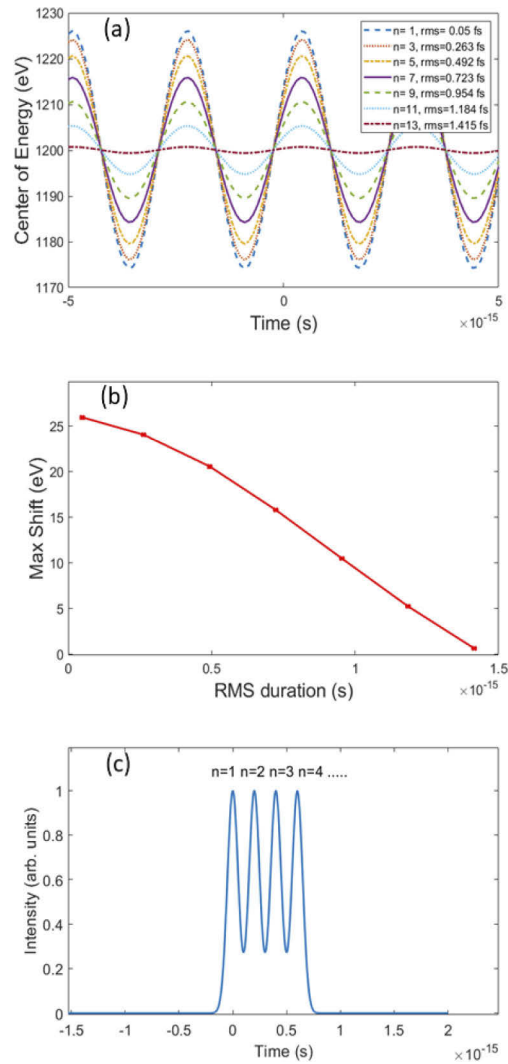 (a)
1230
1220
1210
1200
1190
1180
1170
Center of Energy (eV)
n= 1, rms= 0.05 fs
n= 3, rms=0.263 fs
n= 5, rms=0.492 fs
n= 7, rms=0.723 fs
n= 9, rms=0.954 fs
n=11, rms=1.184 fs
n=13, rms=1.415 fs
-5 0 5
Time (s) ×10-15
(b)
25
20
15
10
5
0
Max Shift (eV)
0 0.5 1 1.5
RMS duration (s) ×10-15
(c)
n=1 n=2 n=3 n=4 .....
1
0.8
0.6
0.4
0.2
0
Intensity (arb. units)
-1.5 -1 -0.5 0 0.5 1 1.5 2
Time (s) ×10-15